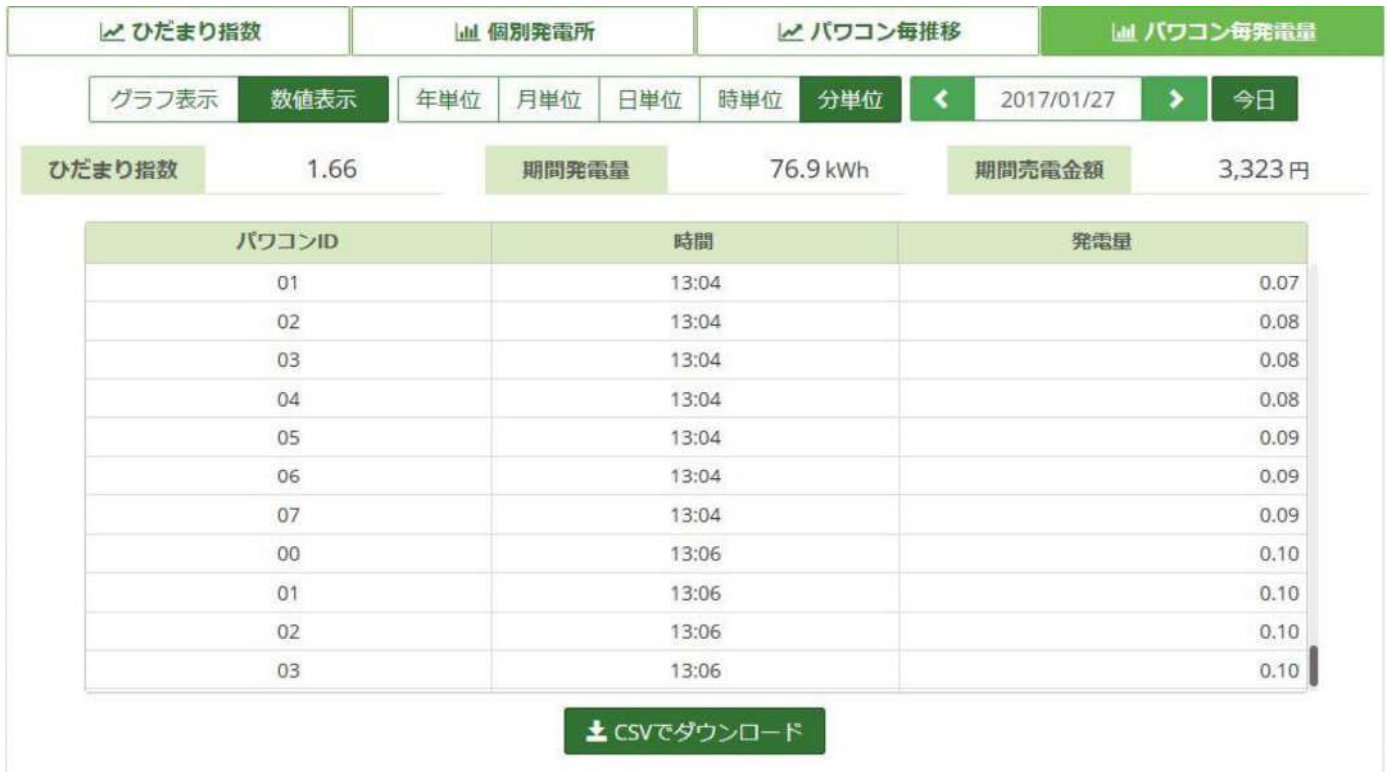 ひだまり指数 個別発電所 パワコン毎推移 パワコン毎発電量
グラフ表示 数値表示 年単位 月単位 日単位 時単位 分単位 2017/01/27 今日
ひだまり指数 1.66 期間発電量 76.9 kWh 期間売電金額 3,323 円
パワコンID 時間 発電量
01 13:04 0.07
02 13:04 0.08
03 13:04 0.08
04 13:04 0.08
05 13:04 0.09
06 13:04 0.09
07 13:04 0.09
00 13:06 0.10
01 13:06 0.10
02 13:06 0.10
03 13:06 0.10
CSVでダウンロード